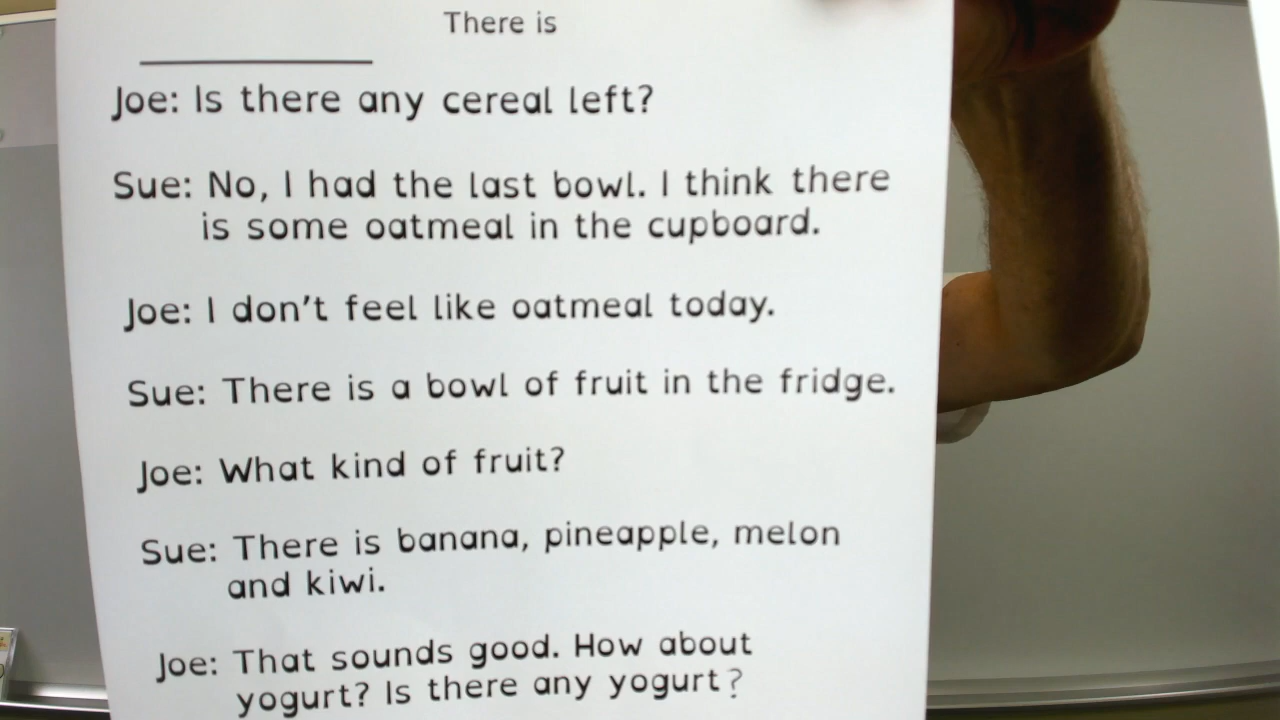 There is
Joe: Is there any cereal left?
Sue: No, I had the last bowl. I think there
is some oatmeal in the cupboard.
Joe: I don't feel like oatmeal today.
Sue: There is a bowl of fruit in the fridge.
Joe: What kind of fruit?
Sue: There is banana, pineapple, melon
and kiwi.
Joe: That sounds good. How about
yogurt? Is there any yogurt?